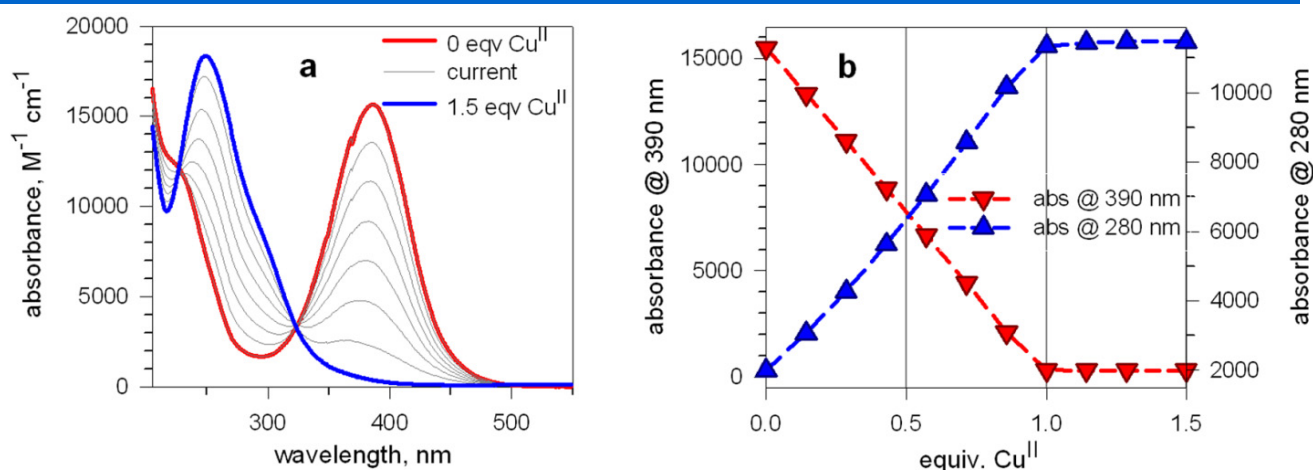 20000
15000
10000
5000
0
absorbance, M⁻¹ cm⁻¹
a
0 eqv Cuᴵᴵ
current
1.5 eqv Cuᴵᴵ
300
400
500
wavelength, nm
15000
10000
5000
0
absorbance @ 390 nm
b
abs @ 390 nm
abs @ 280 nm
10000
8000
6000
4000
2000
absorbance @ 280 nm
0.0
0.5
1.0
1.5
equiv. Cuᴵᴵ